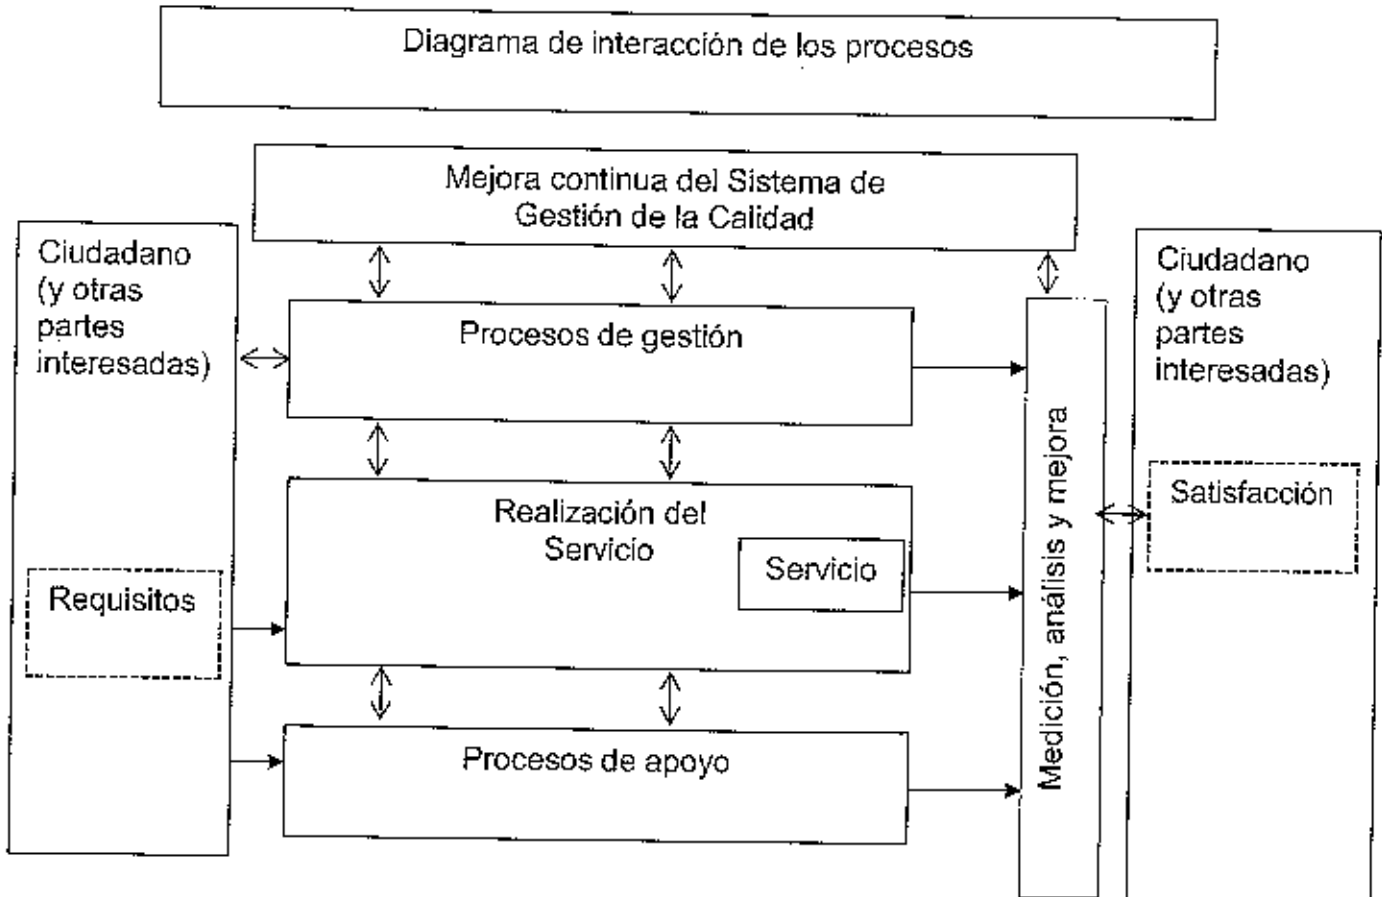 Diagrama de interacción de los procesos
Mejora continua del Sistema de
Gestión de la Calidad
Ciudadano
(y otras
partes
interesadas)
Requisitos
Procesos de gestión
Realización del
Servicio
Servicio
Procesos de apoyo
Medición, análisis y mejora
Ciudadano
(y otras
partes
interesadas)
Satisfacción